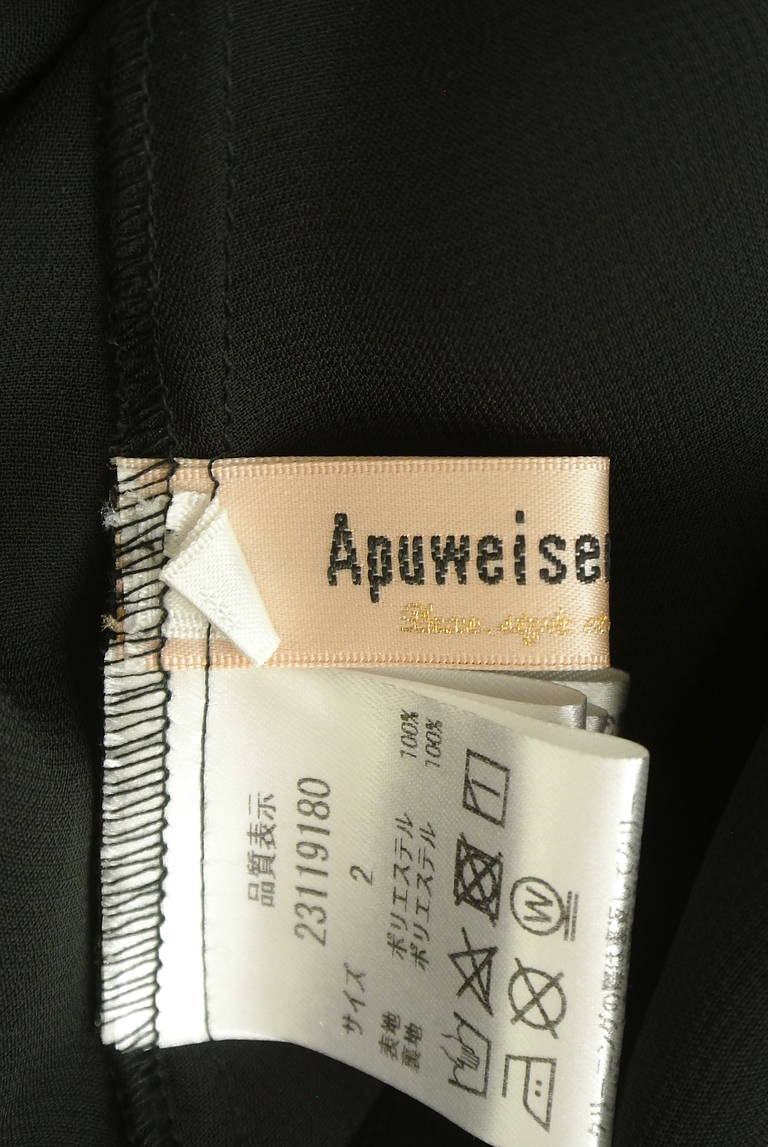 Apuweise
品質表示
23119180
サイズ 2
表地 ポリエステル 100%
裏地 ポリエステル 100%
W